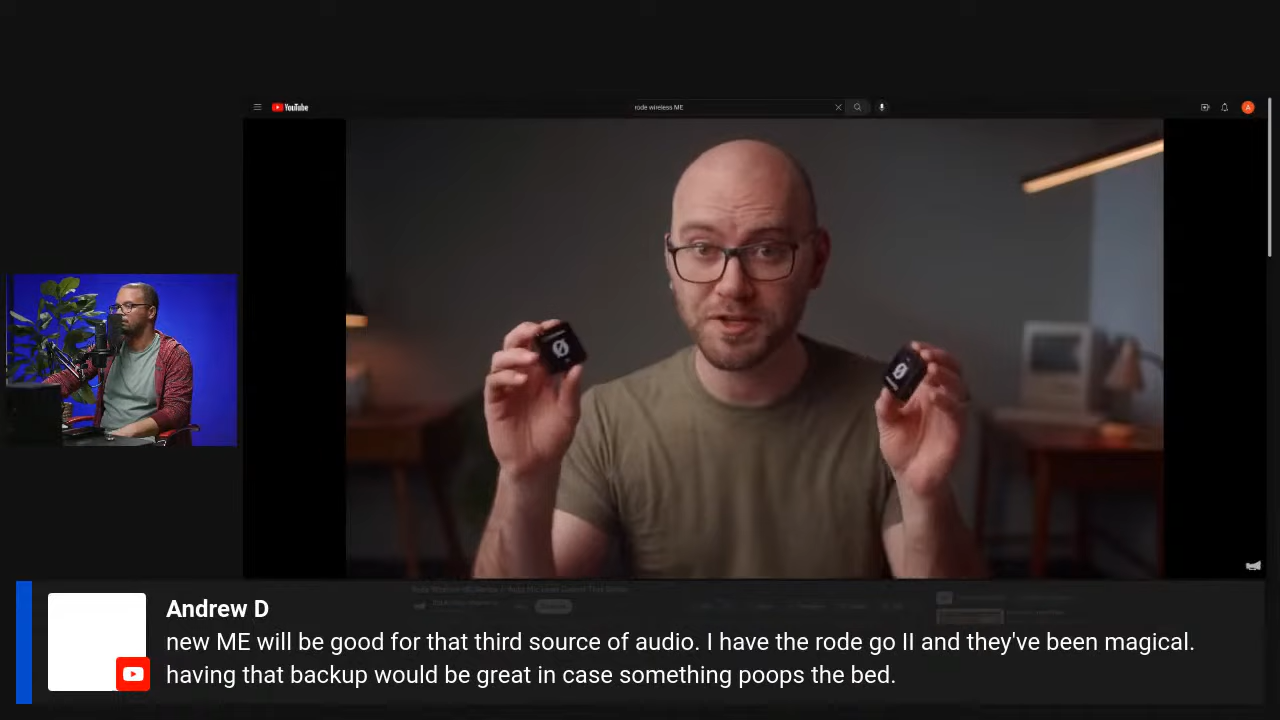 YouTube
rode wireless ME
Andrew D
new ME will be good for that third source of audio. I have the rode go II and they've been magical.
having that backup would be great in case something poops the bed.